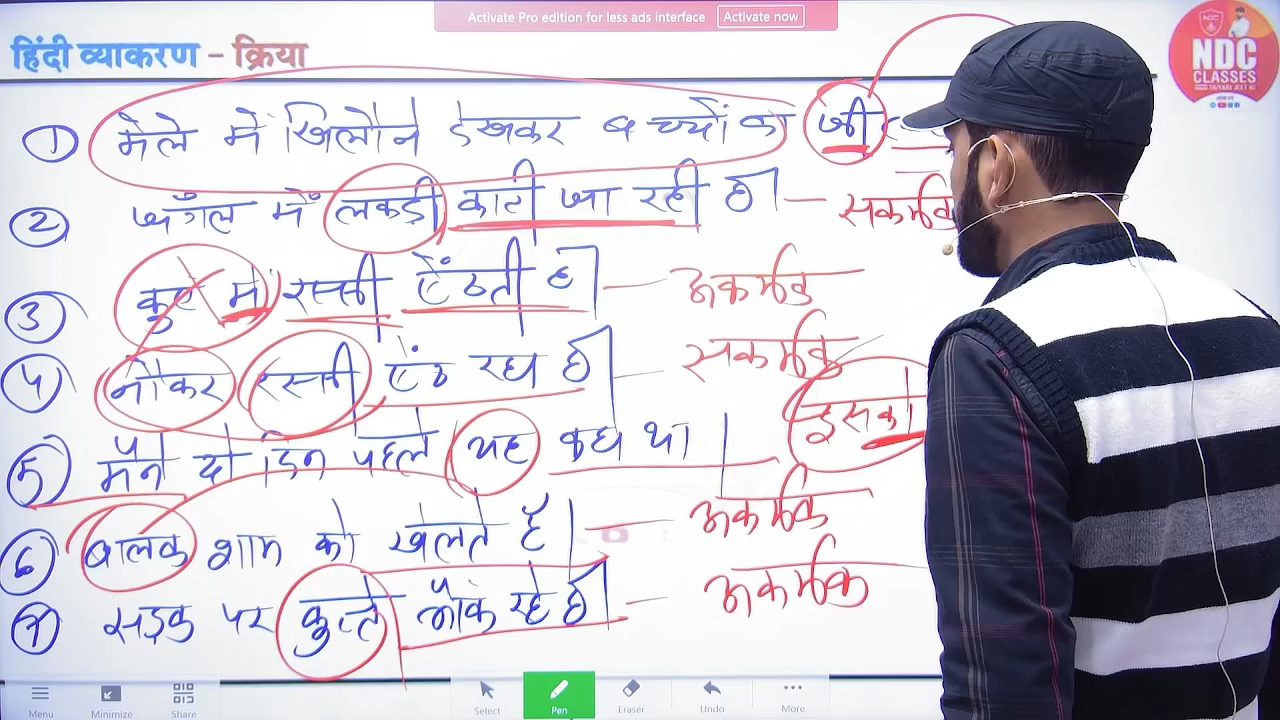 Activate Pro edition for less ads interface Activate now
हिंदी व्याकरण – क्रिया
NCC
NDC
CLASSES
① मेले में खिलौने देखकर बच्चों का जी
② जँगल में लकड़ी काटी जा रही है। — सकर्मक
③ कुएं में रस्सी ऐंठती है। — अकर्मक
④ नौकर रस्सी ऐंठ रहा है। — सकर्मक
इसको
⑤ मैंने दो दिन पहले यह कहा था।
⑥ बालक शाम को खेलते हैं। — अकर्मक
⑦ सड़क पर कुत्ते भौंक रहे हैं। — अकर्मक
Menu Minimize Share Select Pen Eraser Undo More